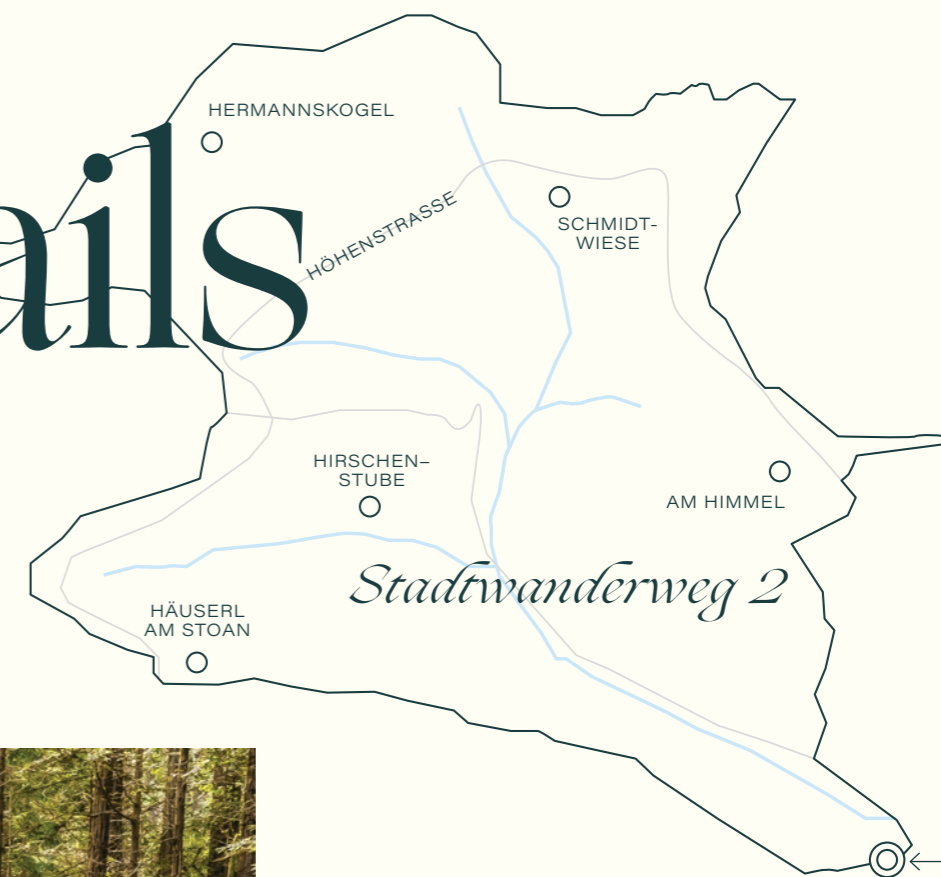 HERMANNSKOGEL
ails
HÖHENSTRASSE
SCHMIDT-
WIESE
HIRSCHEN–
STUBE
AM HIMMEL
Stadtwanderweg 2
HÄUSERL
AM STOAN